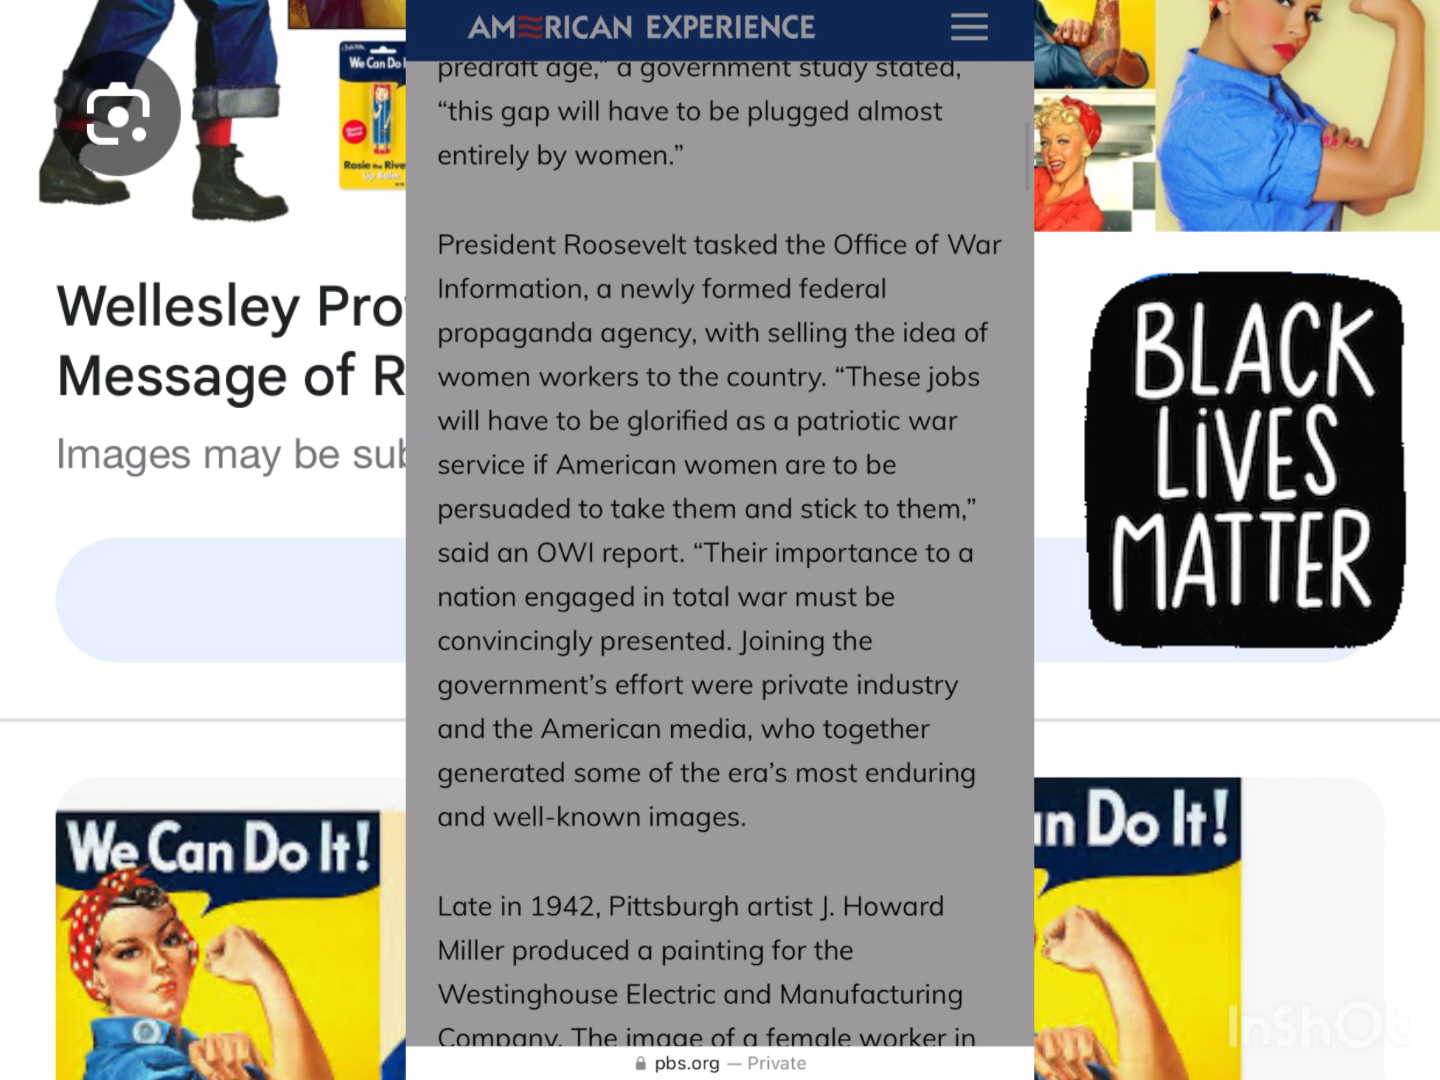 AMERICAN EXPERIENCE
predraft age,” a government study stated,
“this gap will have to be plugged almost
entirely by women.”
President Roosevelt tasked the Office of War
Information, a newly formed federal
propaganda agency, with selling the idea of
women workers to the country. “These jobs
will have to be glorified as a patriotic war
service if American women are to be
persuaded to take them and stick to them,”
said an OWI report. “Their importance to a
nation engaged in total war must be
convincingly presented. Joining the
government’s effort were private industry
and the American media, who together
generated some of the era’s most enduring
and well-known images.
Late in 1942, Pittsburgh artist J. Howard
Miller produced a painting for the
Westinghouse Electric and Manufacturing
Company. The image of a female worker in
pbs.org — Private
We Can Do I
Rosie the Rive
Lip Balm
Wellesley Pro
Message of R
Images may be sub
We Can Do It!
BLACK
LiVES
MATTER
n Do It!
InShOt